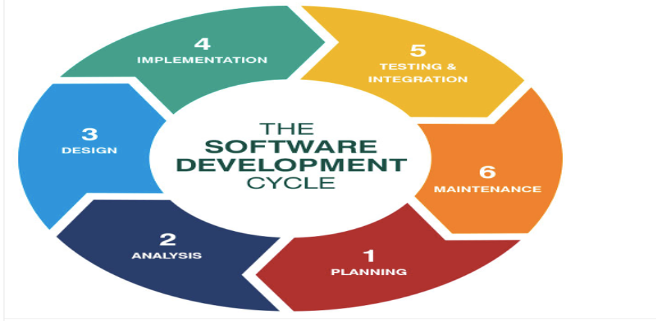 THE
SOFTWARE
DEVELOPMENT
CYCLE
1
PLANNING
2
ANALYSIS
3
DESIGN
4
IMPLEMENTATION
5
TESTING &
INTEGRATION
6
MAINTENANCE